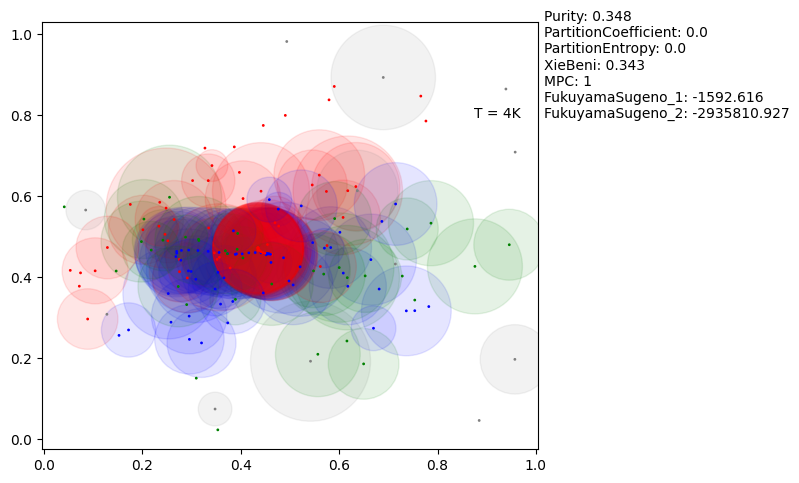 Purity: 0.348
PartitionCoefficient: 0.0
PartitionEntropy: 0.0
XieBeni: 0.343
MPC: 1
FukuyamaSugeno_1: -1592.616
FukuyamaSugeno_2: -2935810.927
T = 4K
1.0
0.8
0.6
0.4
0.2
0.0
0.0 0.2 0.4 0.6 0.8 1.0